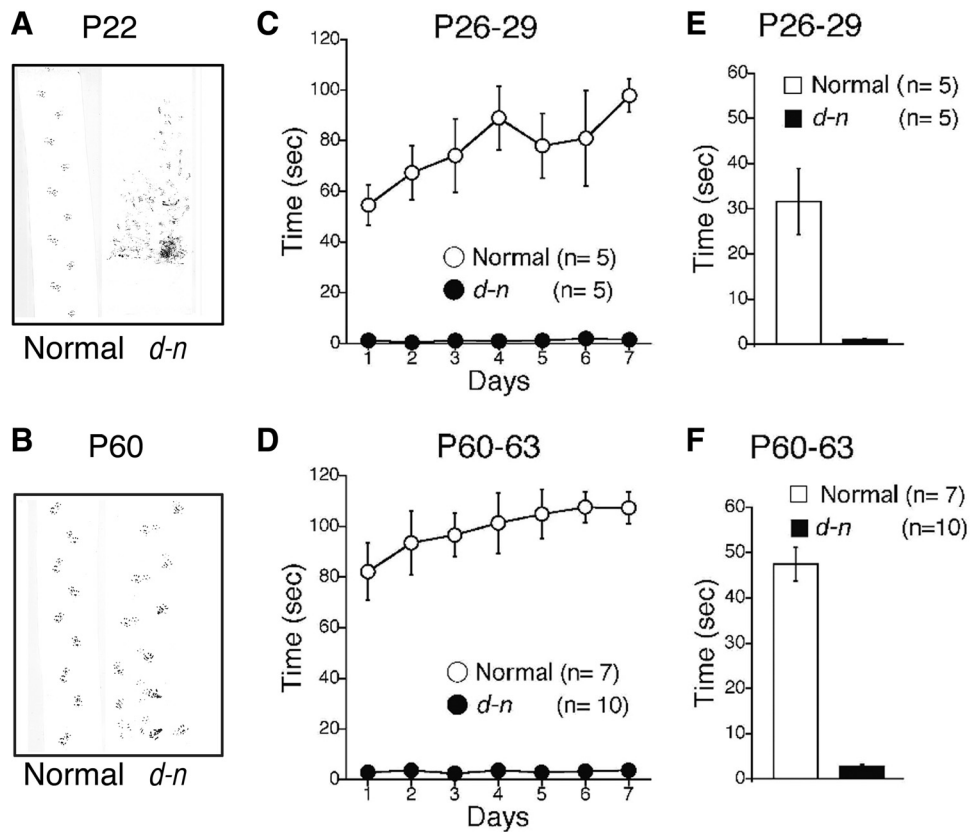 A P22
Normal d-n
B P60
Normal d-n
C P26-29
120
100
80
60
40
20
0
Time (sec)
Normal (n= 5)
d-n (n= 5)
1 2 3 4 5 6 7
Days
D P60-63
120
100
80
60
40
20
0
Time (sec)
Normal (n= 7)
d-n (n= 10)
1 2 3 4 5 6 7
Days
E P26-29
60
50
40
30
20
10
0
Time (sec)
Normal (n= 5)
d-n (n= 5)
F P60-63
60
50
40
30
20
10
0
Time (sec)
Normal (n= 7)
d-n (n=10)